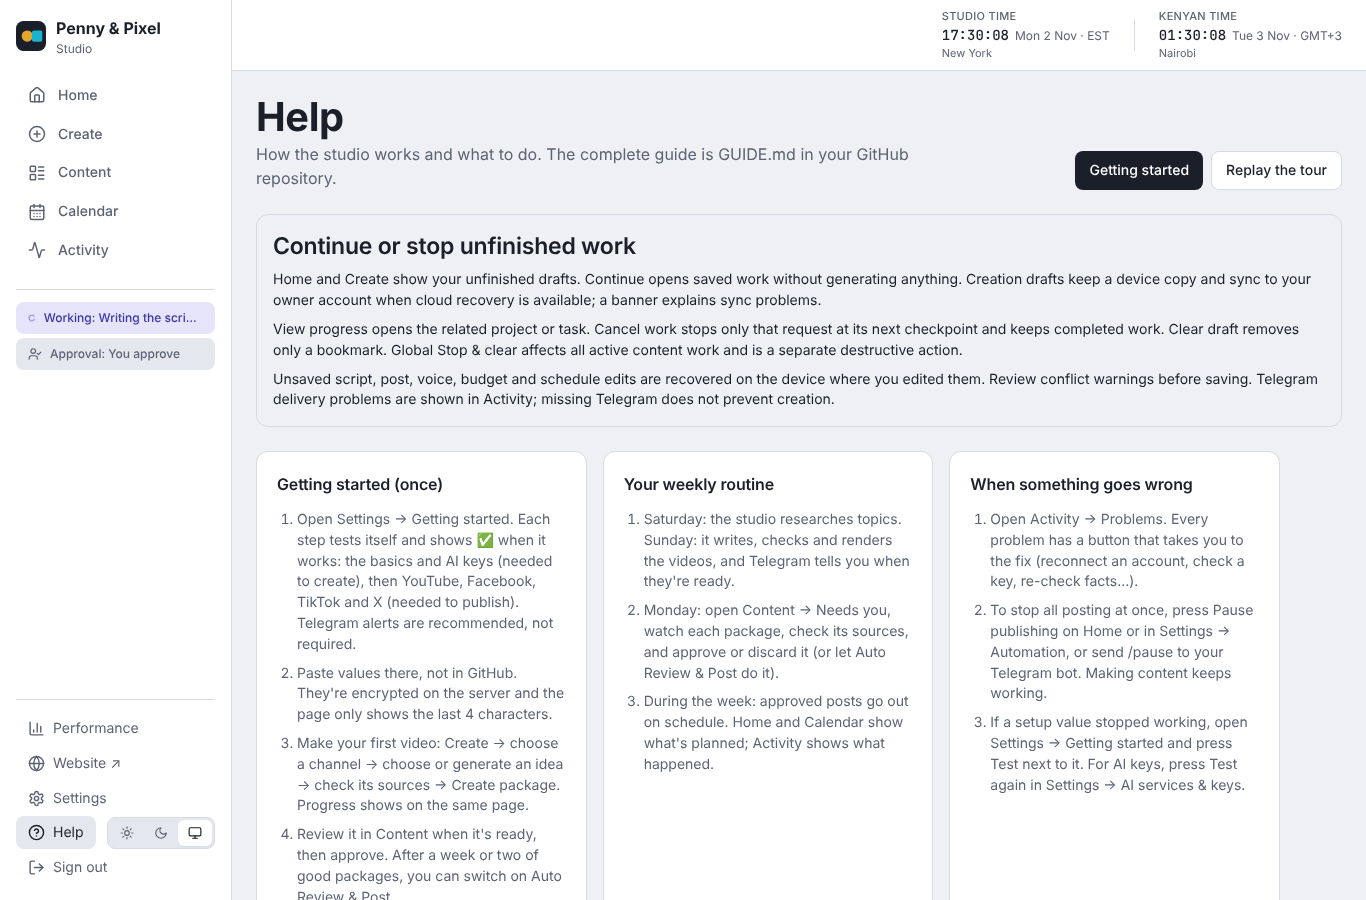 Penny & Pixel
Studio
Home
Create
Content
Calendar
Activity
Working: Writing the scri...
Approval: You approve
Performance
Website ↗
Settings
Help
Sign out
STUDIO TIME
17:30:08 Mon 2 Nov · EST
New York
KENYAN TIME
01:30:08 Tue 3 Nov · GMT+3
Nairobi
Help
How the studio works and what to do. The complete guide is GUIDE.md in your GitHub
repository.
Getting started
Replay the tour
Continue or stop unfinished work
Home and Create show your unfinished drafts. Continue opens saved work without generating anything. Creation drafts keep a device copy and sync to your
owner account when cloud recovery is available; a banner explains sync problems.
View progress opens the related project or task. Cancel work stops only that request at its next checkpoint and keeps completed work. Clear draft removes
only a bookmark. Global Stop & clear affects all active content work and is a separate destructive action.
Unsaved script, post, voice, budget and schedule edits are recovered on the device where you edited them. Review conflict warnings before saving. Telegram
delivery problems are shown in Activity; missing Telegram does not prevent creation.
Getting started (once)
1. Open Settings → Getting started. Each
step tests itself and shows ✅ when it
works: the basics and AI keys (needed
to create), then YouTube, Facebook,
TikTok and X (needed to publish).
Telegram alerts are recommended, not
required.
2. Paste values there, not in GitHub.
They're encrypted on the server and the
page only shows the last 4 characters.
3. Make your first video: Create → choose
a channel → choose or generate an idea
→ check its sources → Create package.
Progress shows on the same page.
4. Review it in Content when it's ready,
then approve. After a week or two of
good packages, you can switch on Auto
Review & Post
Your weekly routine
1. Saturday: the studio researches topics.
Sunday: it writes, checks and renders
the videos, and Telegram tells you when
they're ready.
2. Monday: open Content → Needs you,
watch each package, check its sources,
and approve or discard it (or let Auto
Review & Post do it).
3. During the week: approved posts go out
on schedule. Home and Calendar show
what's planned; Activity shows what
happened.
When something goes wrong
1. Open Activity → Problems. Every
problem has a button that takes you to
the fix (reconnect an account, check a
key, re-check facts...).
2. To stop all posting at once, press Pause
publishing on Home or in Settings →
Automation, or send /pause to your
Telegram bot. Making content keeps
working.
3. If a setup value stopped working, open
Settings → Getting started and press
Test next to it. For AI keys, press Test
again in Settings → AI services & keys.